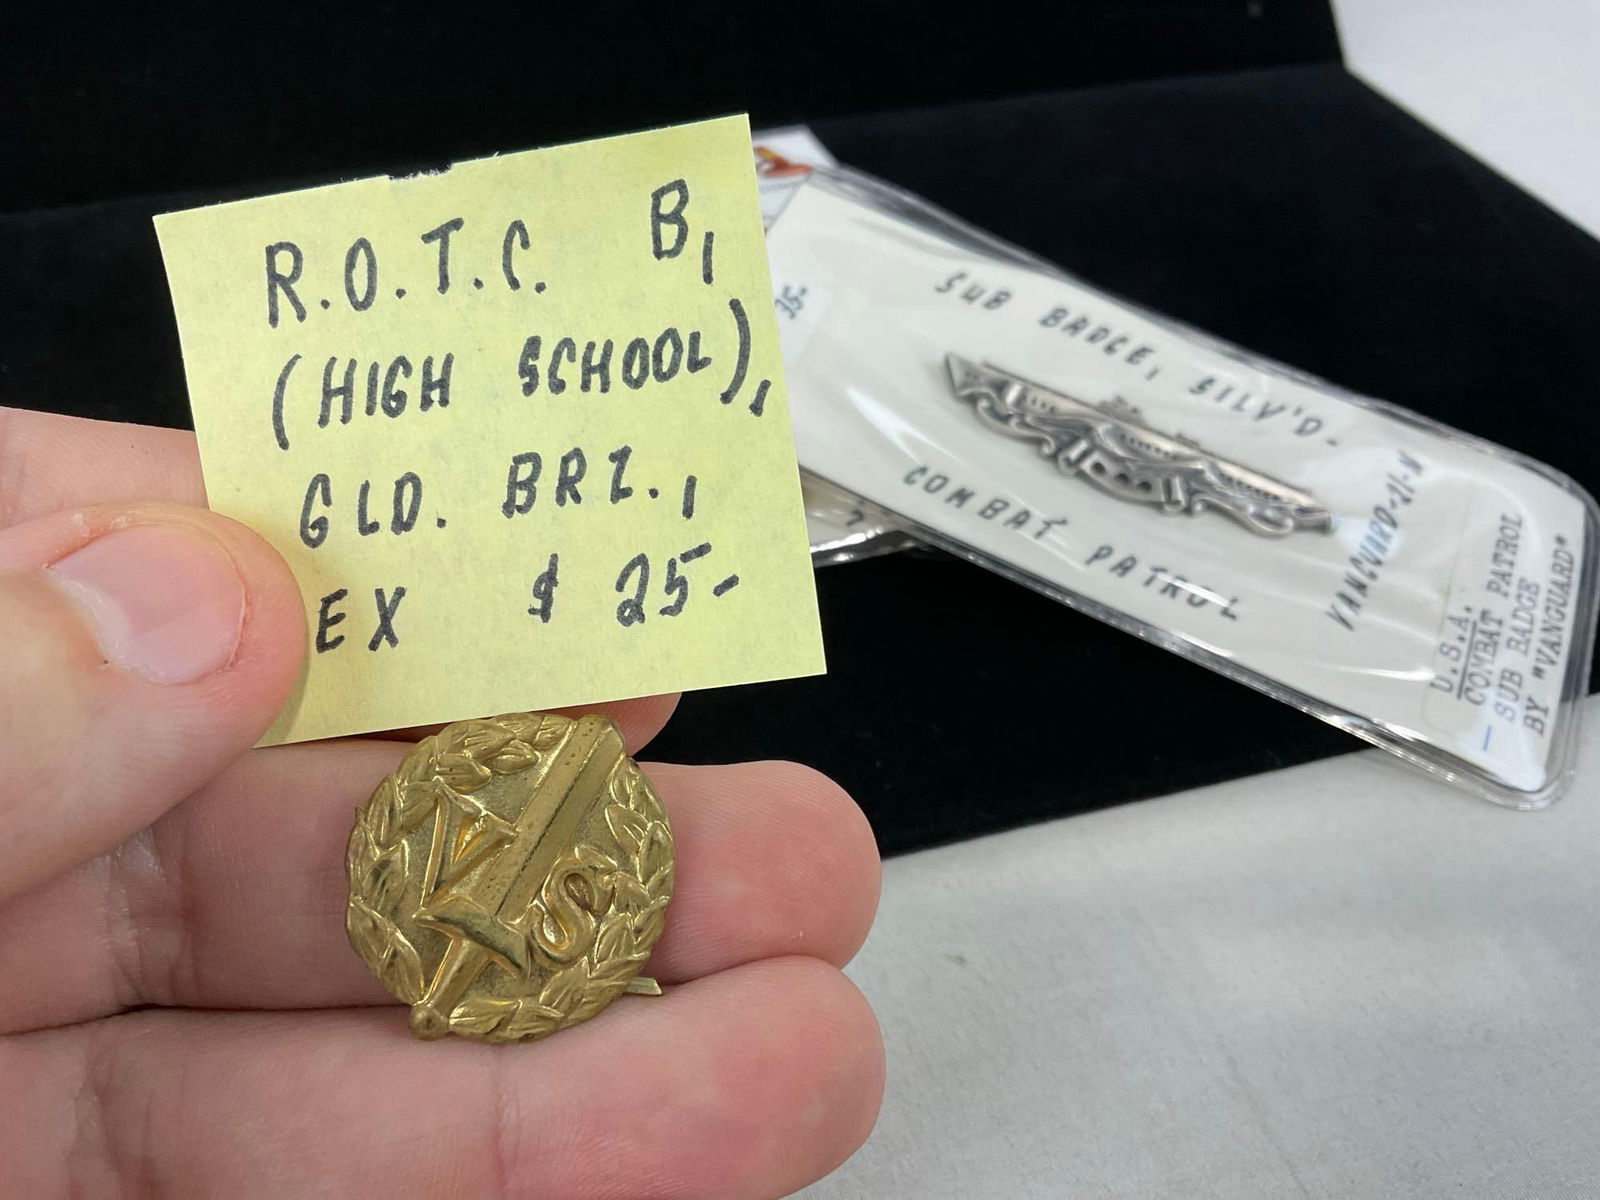 R.O.T.C. B,
(HIGH SCHOOL),
GLD. BRZ.,
EX $ 25-
35-
SUB BADGE, SILV'D-
COMBAT PATROL
VANGUARD-21-N
U.S.A.
COMBAT PATROL
- SUB BADGE
BY "VANGUARD"
?
V S